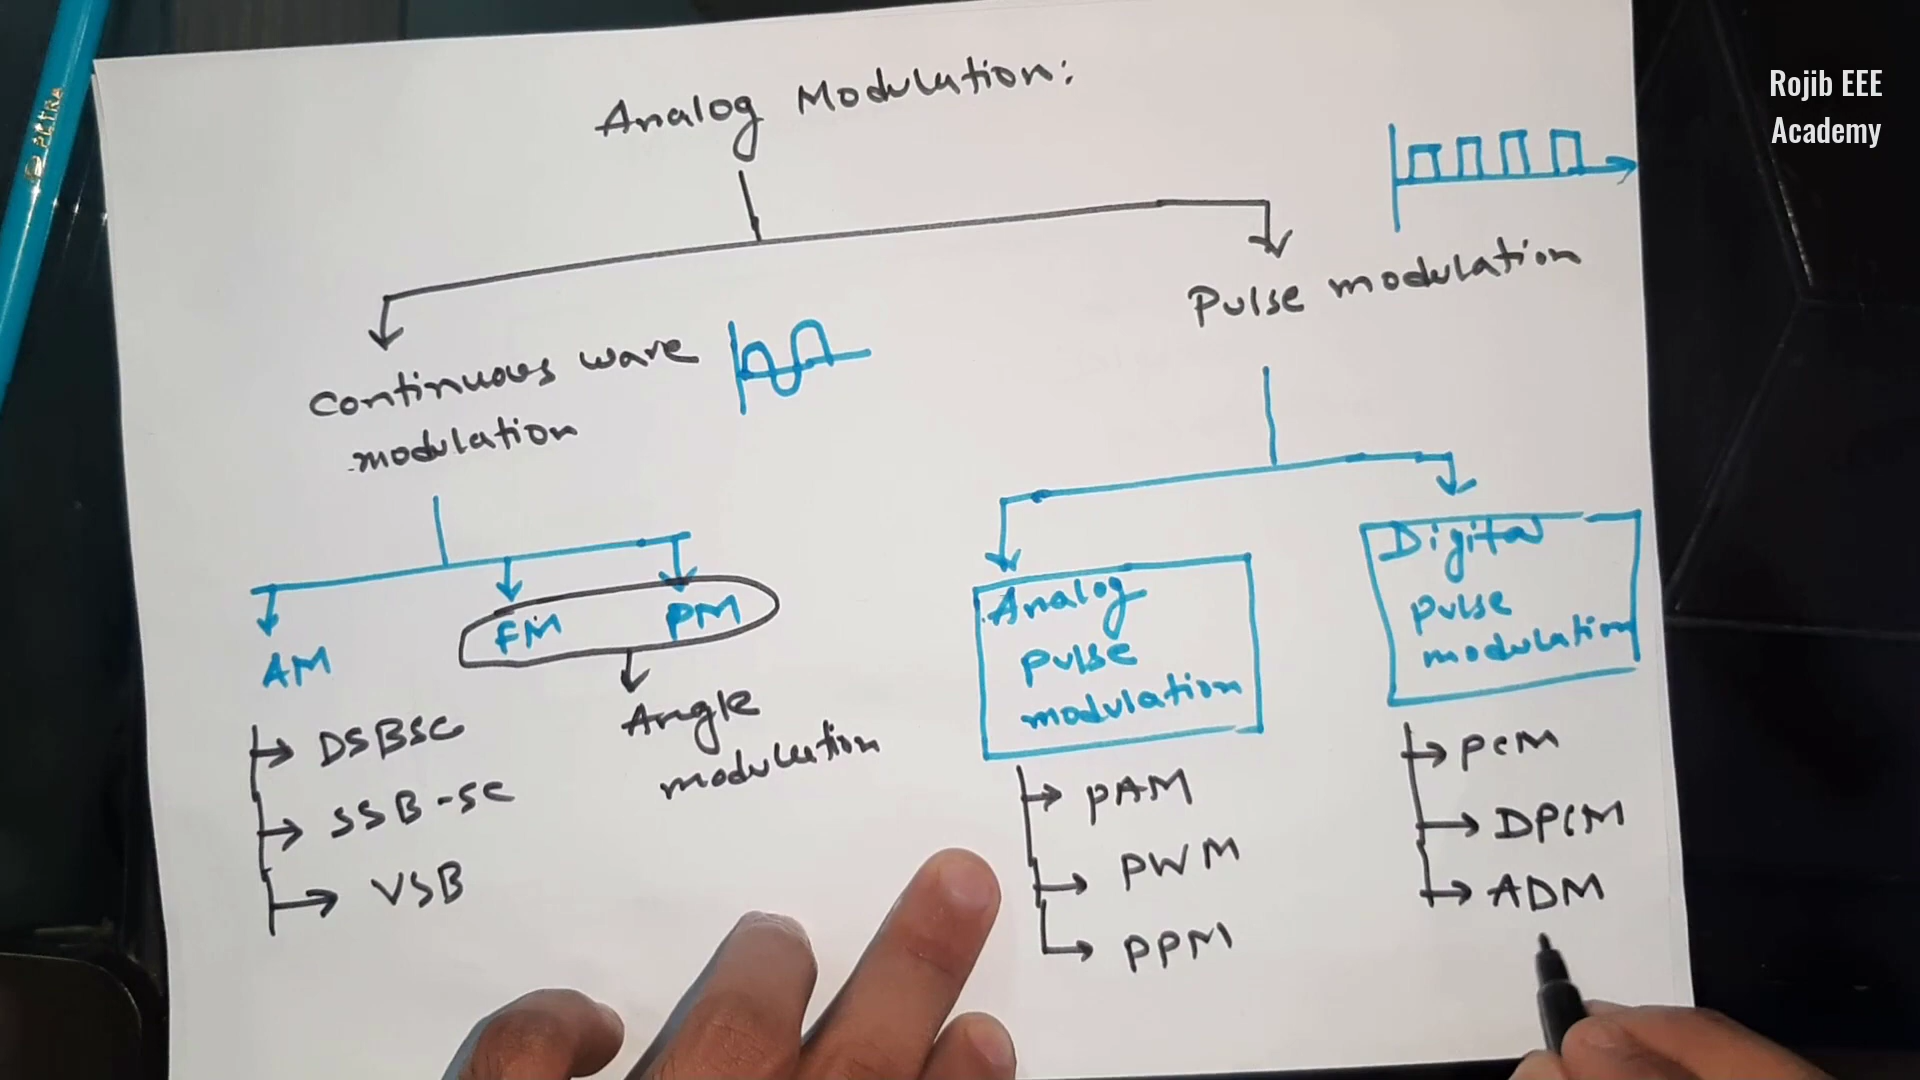 Rojib EEE
Academy
PETRA
Analog Modulation:
Continuous wave
modulation
Pulse modulation
AM
FM
PM
Angle
modulation
DSBSC
SSB-SC
VSB
Analog
pulse
modulation
Digital
pulse
modulation
PAM
PWM
PPM
PCM
DPCM
ADM